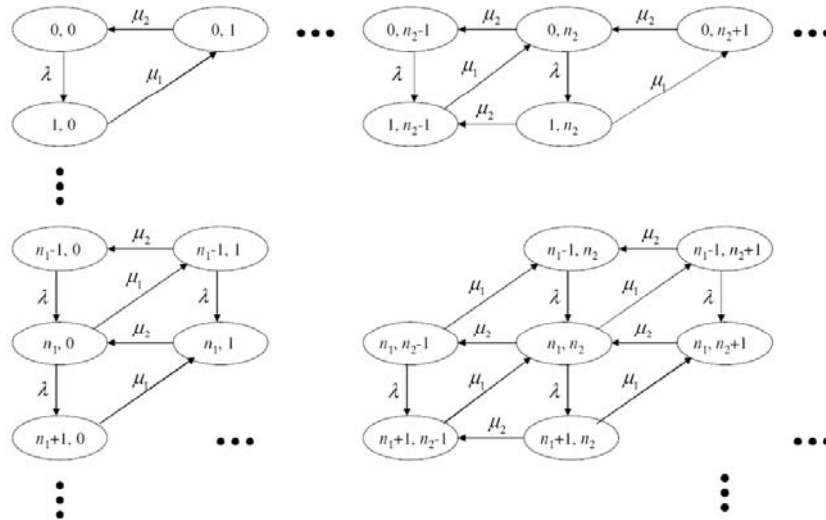 μ₂ μ₂ μ₂
0, 0 0, 1 0, n₂-1 0, n₂ 0, n₂+1
λ μ₁ λ μ₁ λ μ₁
μ₂
1, 0 1, n₂-1 1, n₂
μ₂ μ₂
n₁-1, 0 n₁-1, 1 n₁-1, n₂ n₁-1, n₂+1
λ μ₁ λ μ₁ λ μ₁ λ
μ₂ μ₂ μ₂
n₁, 0 n₁, 1 n₁, n₂-1 n₁, n₂ n₁, n₂+1
λ μ₁ λ μ₁ λ μ₁
μ₂
n₁+1, 0 n₁+1, n₂-1 n₁+1, n₂